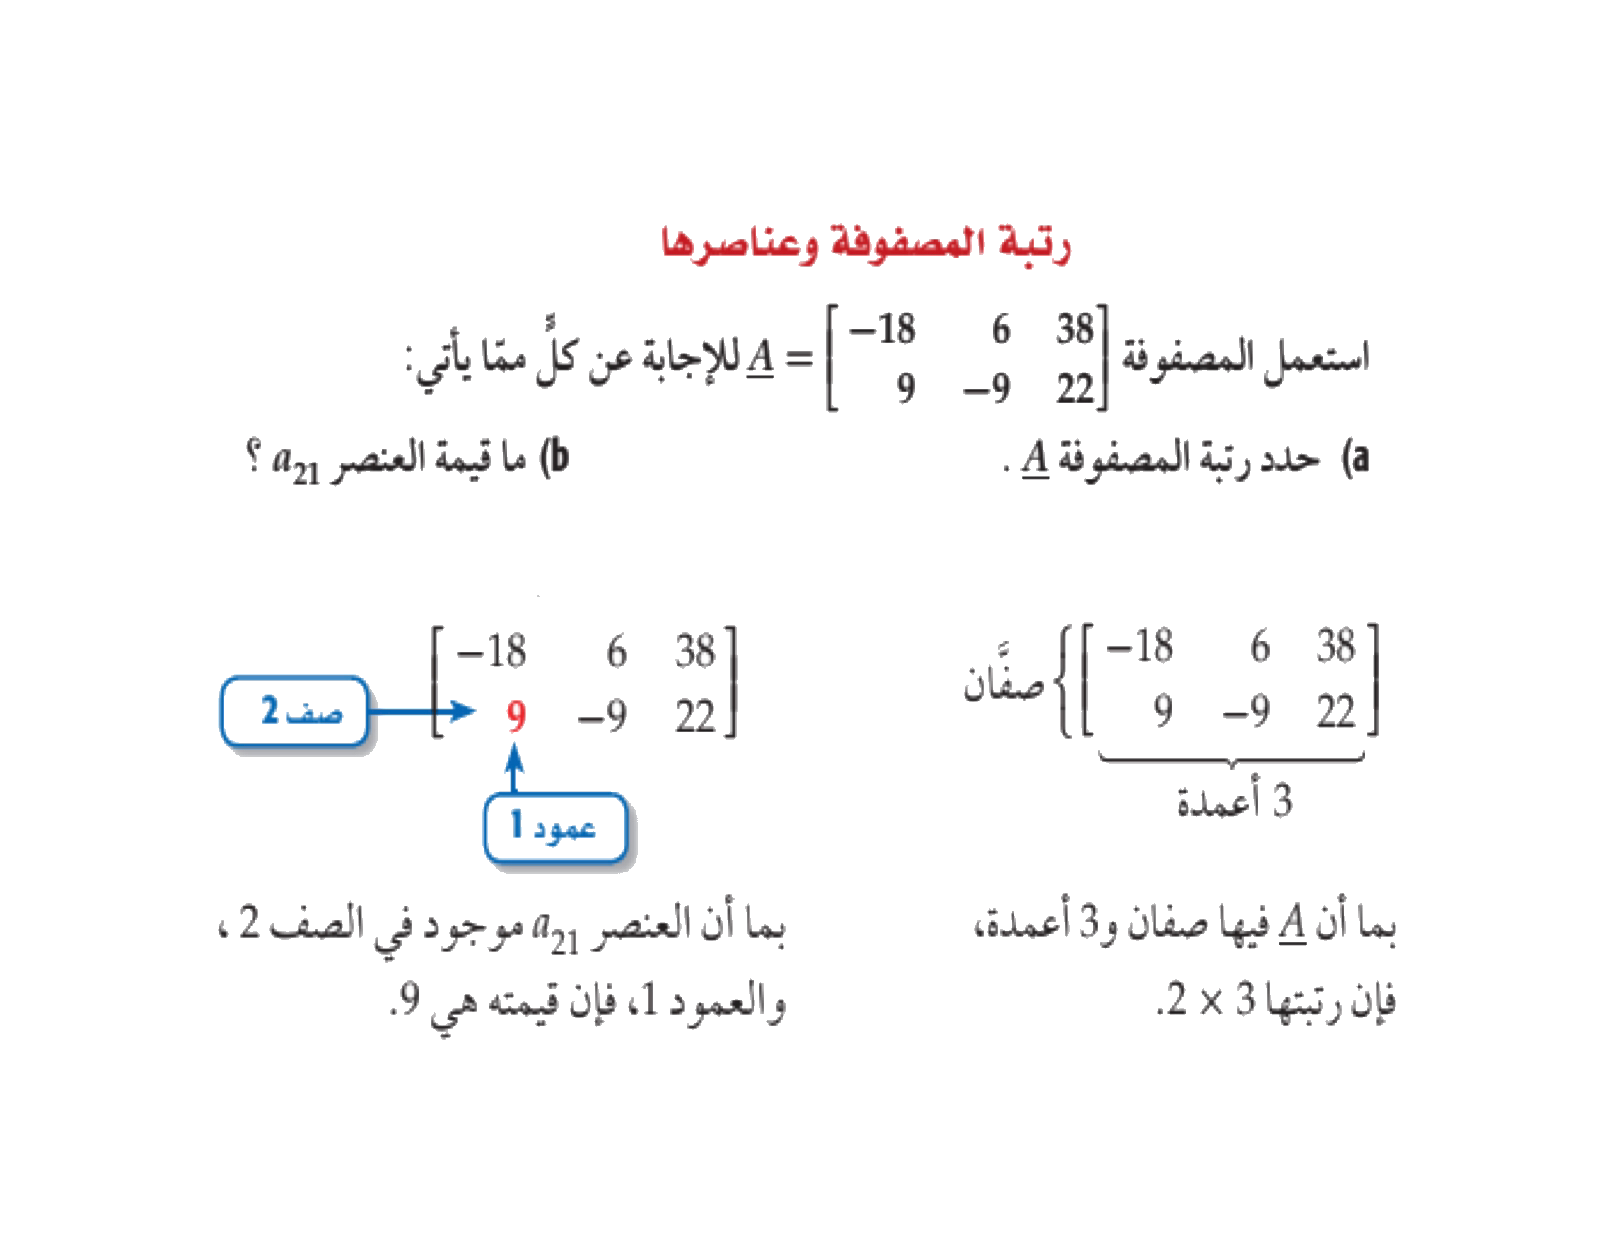 رتبة المصفوفة وعناصرها
استعمل المصفوفة A = [−18 6 38
9 −9 22] للإجابة عن كلٍّ ممّا يأتي:
a) حدد رتبة المصفوفة A .
b) ما قيمة العنصر a21 ؟
صفَّان { [−18 6 38
9 −9 22]
3 أعمدة
بما أن A فيها صفان و3 أعمدة،
فإن رتبتها 2 × 3.
[−18 6 38
9 −9 22]
صف 2
عمود 1
بما أن العنصر a21 موجود في الصف 2 ،
والعمود 1، فإن قيمته هي 9.